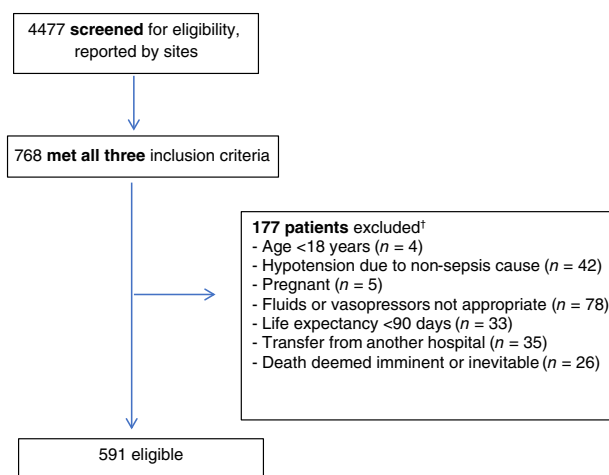 4477 screened for eligibility,
reported by sites
768 met all three inclusion criteria
177 patients excluded†
- Age <18 years (n = 4)
- Hypotension due to non-sepsis cause (n = 42)
- Pregnant (n = 5)
- Fluids or vasopressors not appropriate (n = 78)
- Life expectancy <90 days (n = 33)
- Transfer from another hospital (n = 35)
- Death deemed imminent or inevitable (n = 26)
591 eligible